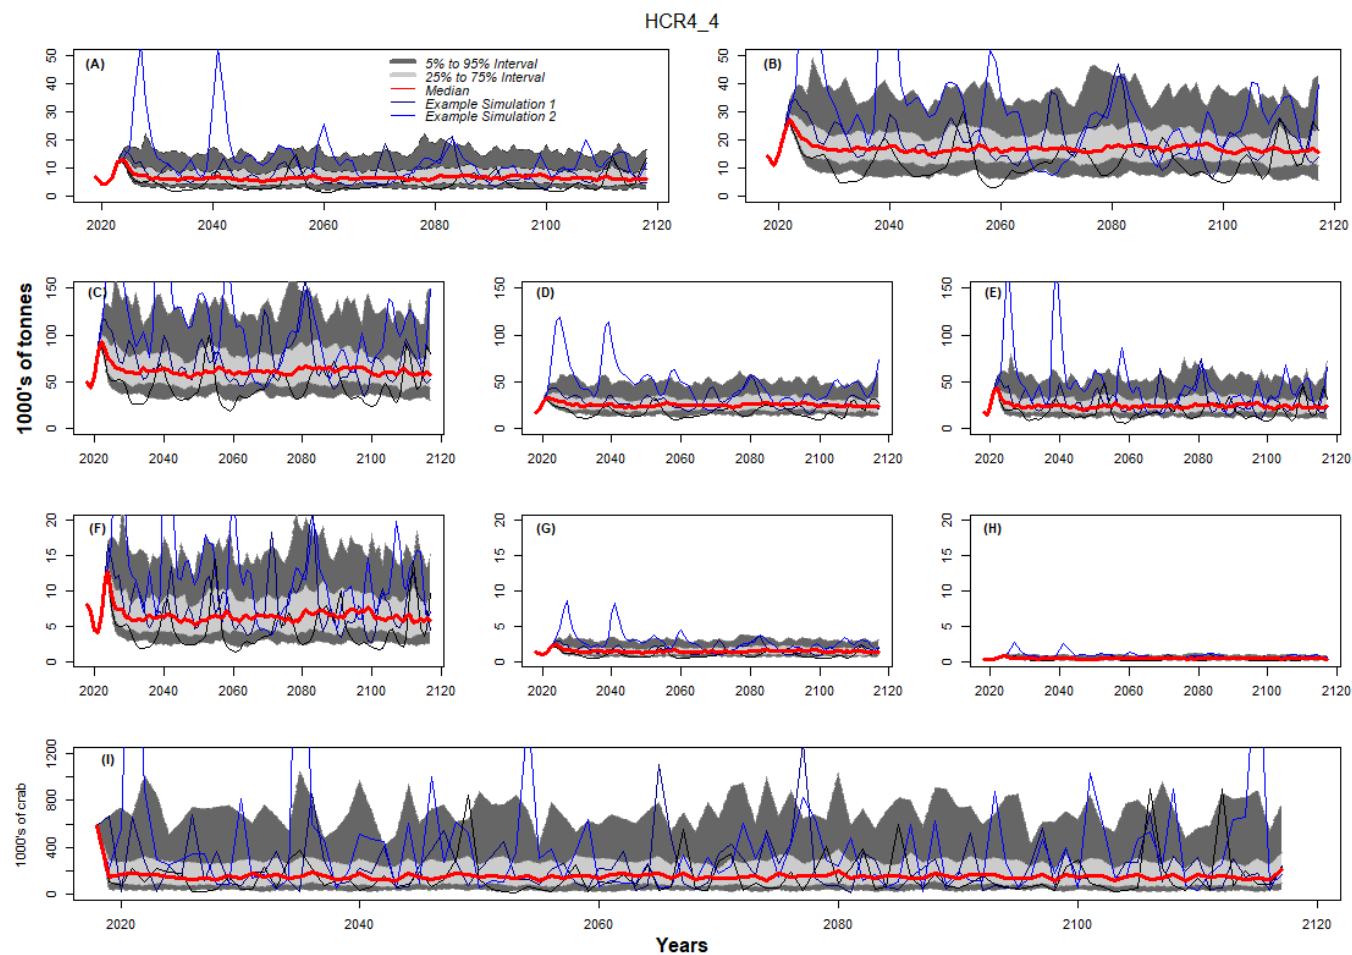 HCR4_4
(A)
5% to 95% Interval
25% to 75% Interval
Median
Example Simulation 1
Example Simulation 2
0 10 20 30 40 50
2020 2040 2060 2080 2100 2120
(B)
0 10 20 30 40 50
2020 2040 2060 2080 2100 2120
1000's of tonnes
(C)
0 50 100 150
2020 2040 2060 2080 2100 2120
(D)
0 50 100 150
2020 2040 2060 2080 2100 2120
(E)
0 50 100 150
2020 2040 2060 2080 2100 2120
(F)
0 5 10 15 20
2020 2040 2060 2080 2100 2120
(G)
0 5 10 15 20
2020 2040 2060 2080 2100 2120
(H)
0 5 10 15 20
2020 2040 2060 2080 2100 2120
1000's of crab
(I)
0 400 800 1200
2020 2040 2060 2080 2100 2120
Years